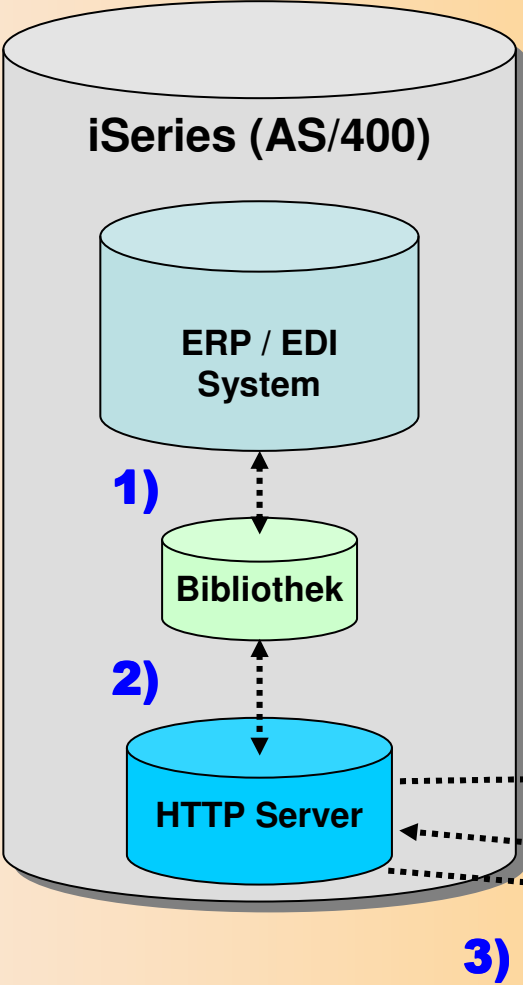 iSeries (AS/400)
ERP / EDI
System
1)
Bibliothek
2)
HTTP Server
3)